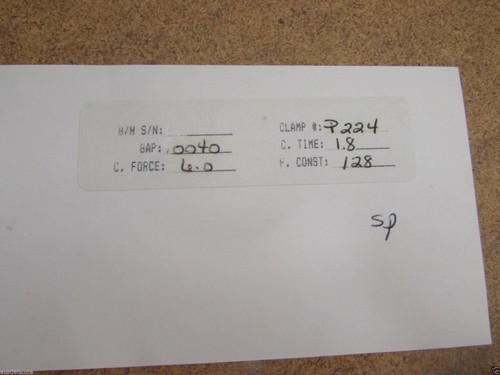 B/H S/N: CLAMP #: P224
GAP: .0040 C. TIME: 1.8
C. FORCE: 6.0 F. CONST: 128
sp